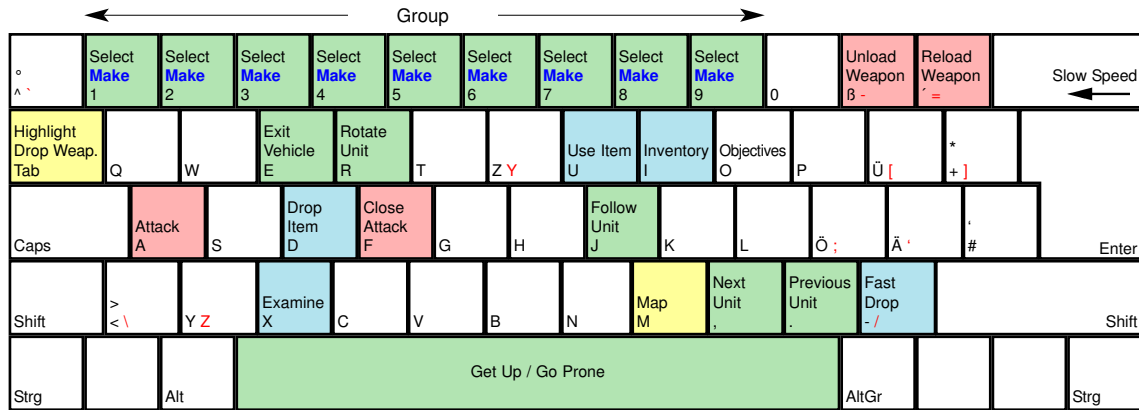 Group
Select Select Select Select Select Select Select Select Select Unload Reload
° Make Make Make Make Make Make Make Make Make Weapon Weapon Slow Speed
^ ` 1 2 3 4 5 6 7 8 9 0 ß - ´ =
Highlight Exit Rotate *
Drop Weap. Vehicle Unit Use Item Inventory Objectives
Tab Q W E R T Z Y U I O P Ü [ + ]
Drop Close Follow ‘
Attack Item Attack Unit
Caps A S D F G H J K L Ö ; Ä ' # Enter
> Examine Map Next Unit Previous Unit Fast Drop
Shift < \ Y Z X C V B N M , . - / Shift
Get Up / Go Prone
Strg Alt AltGr Strg